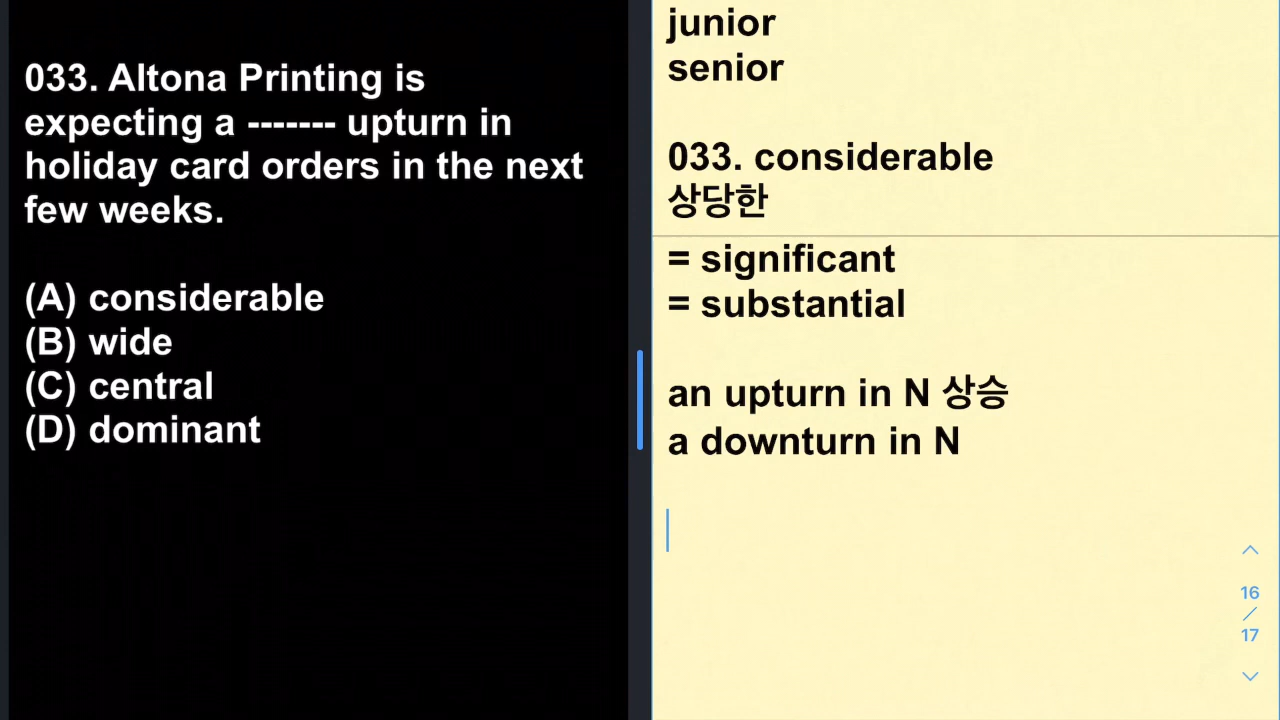 033. Altona Printing is
expecting a ------- upturn in
holiday card orders in the next
few weeks.
(A) considerable
(B) wide
(C) central
(D) dominant
junior
senior
033. considerable
상당한
= significant
= substantial
an upturn in N 상승
a downturn in N
16
/
17